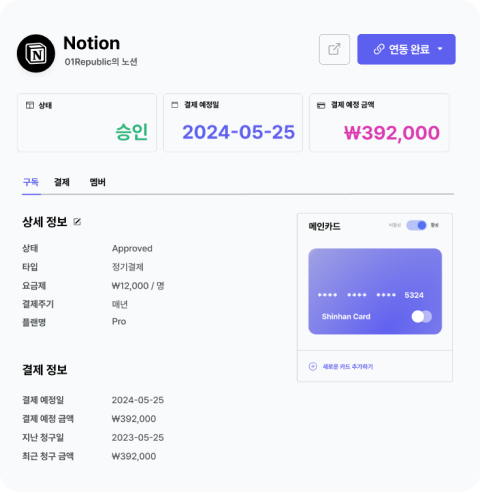 Notion
01Republic의 노션
연동 완료
상태
승인
결제 예정일
2024-05-25
결제 예정 금액
₩392,000
구독 결제 멤버
상세 정보
상태 Approved
타입 정기결제
요금제 ₩12,000 / 명
결제주기 매년
플랜명 Pro
결제 정보
결제 예정일 2024-05-25
결제 예정 금액 ₩392,000
지난 청구일 2023-05-25
최근 청구 금액 ₩392,000
메인카드 비활성 활성
**** **** **** 5324
Shinhan Card
새로운 카드 추가하기